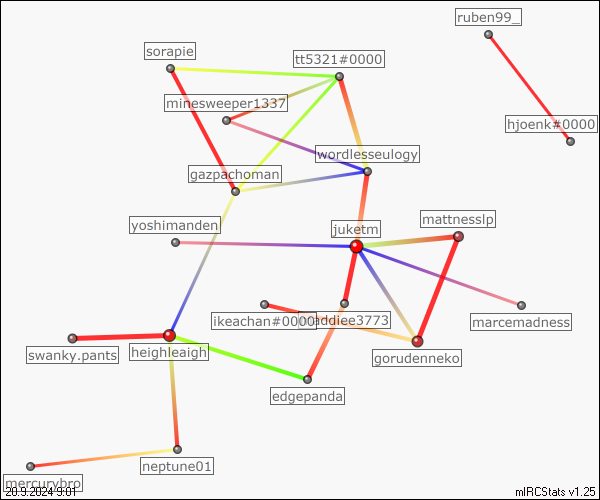 ruben99_
sorapie
tt5321#0000
minesweeper1337
hjoenk#0000
wordlesseulogy
gazpachoman
mattnesslp
yoshimanden
juketm
ikeachan#0000
marcemadness
heighleaigh
swanky.pants
gorudenneko
edgepanda
neptune01
mercurybro
20.9.2024 9:01
mIRCStats v1.25